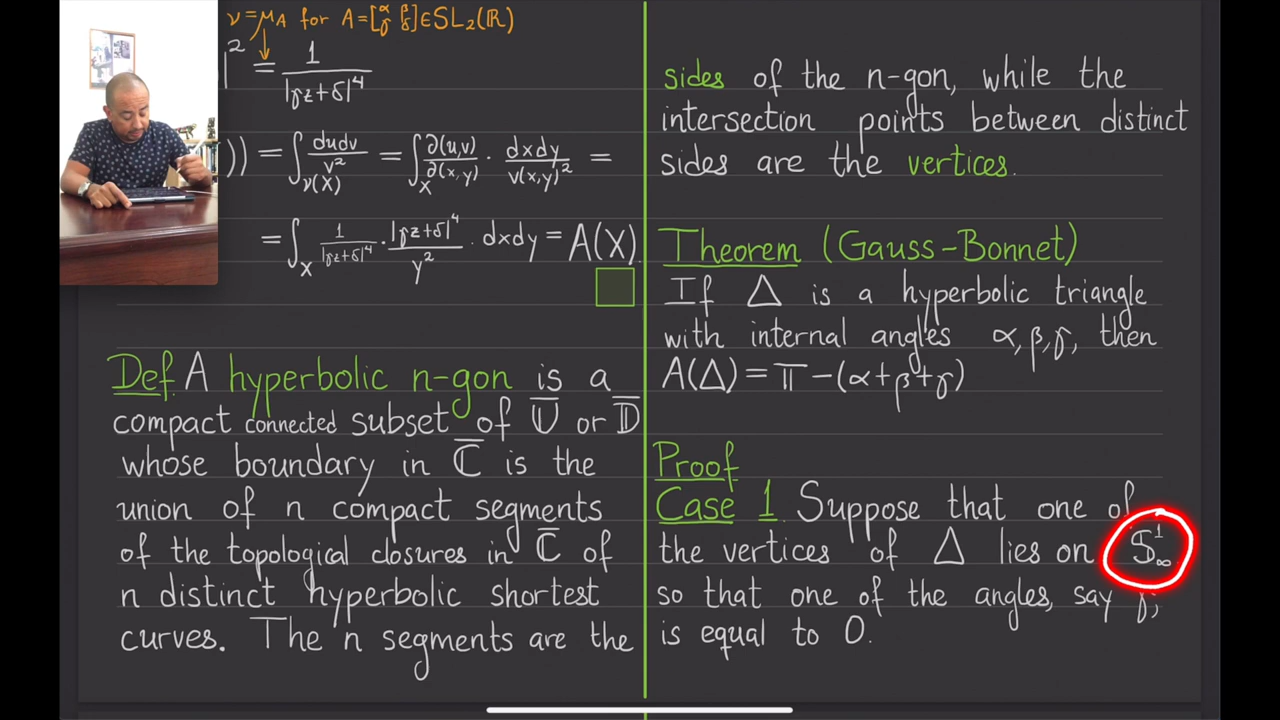 ν = μ_A for A = [α β γ δ] ∈ SL₂(ℝ)
|² = 1/|γz+δ|⁴
)) = ∫_{ν(X)} dudv/v² = ∫_X ∂(u,v)/∂(x,y) · dxdy/v(x,y)² =
= ∫_X 1/|γz+δ|⁴ · |γz+δ|⁴/y² · dxdy = A(X)
Def. A hyperbolic n-gon is a
compact connected subset of U̅ or D̅
whose boundary in ℂ̅ is the
union of n compact segments
of the topological closures in ℂ̅ of
n distinct hyperbolic shortest
curves. The n segments are the
sides of the n-gon, while the
intersection points between distinct
sides are the vertices.
Theorem (Gauss-Bonnet)
If Δ is a hyperbolic triangle
with internal angles α, β, γ, then
A(Δ) = π - (α+β+γ)
Proof
Case 1. Suppose that one of
the vertices of Δ lies on S¹_∞
so that one of the angles, say γ,
is equal to 0.